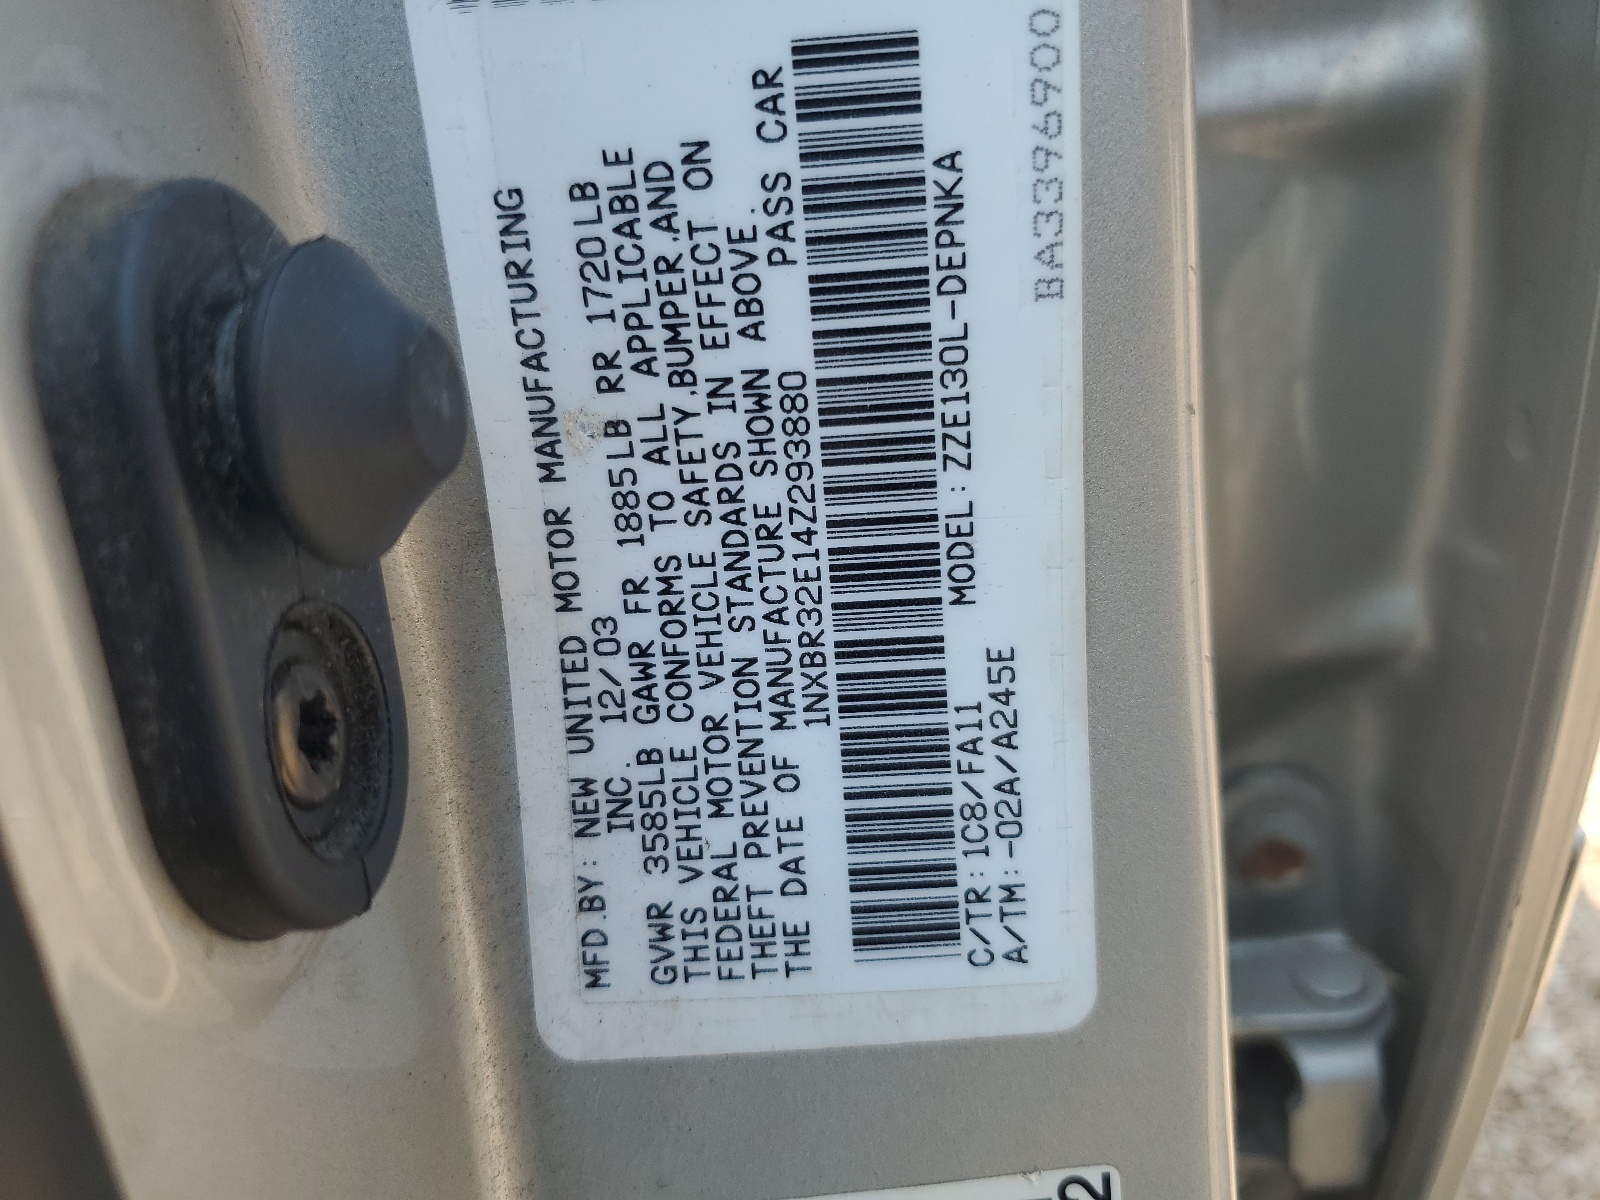 MFD.BY: NEW UNITED MOTOR MANUFACTURING
INC. 12/03
GVWR 3585LB GAWR FR 1885LB RR 1720LB
THIS VEHICLE CONFORMS TO ALL APPLICABLE
FEDERAL MOTOR VEHICLE SAFETY,BUMPER,AND
THEFT PREVENTION STANDARDS IN EFFECT ON
THE DATE OF MANUFACTURE SHOWN ABOVE.
1NXBR32E14Z293880 PASS CAR
C/TR:1C8/FA11 MODEL:ZZE130L-DEPNKA
A/TM:-02A/A245E
BA3396900
2